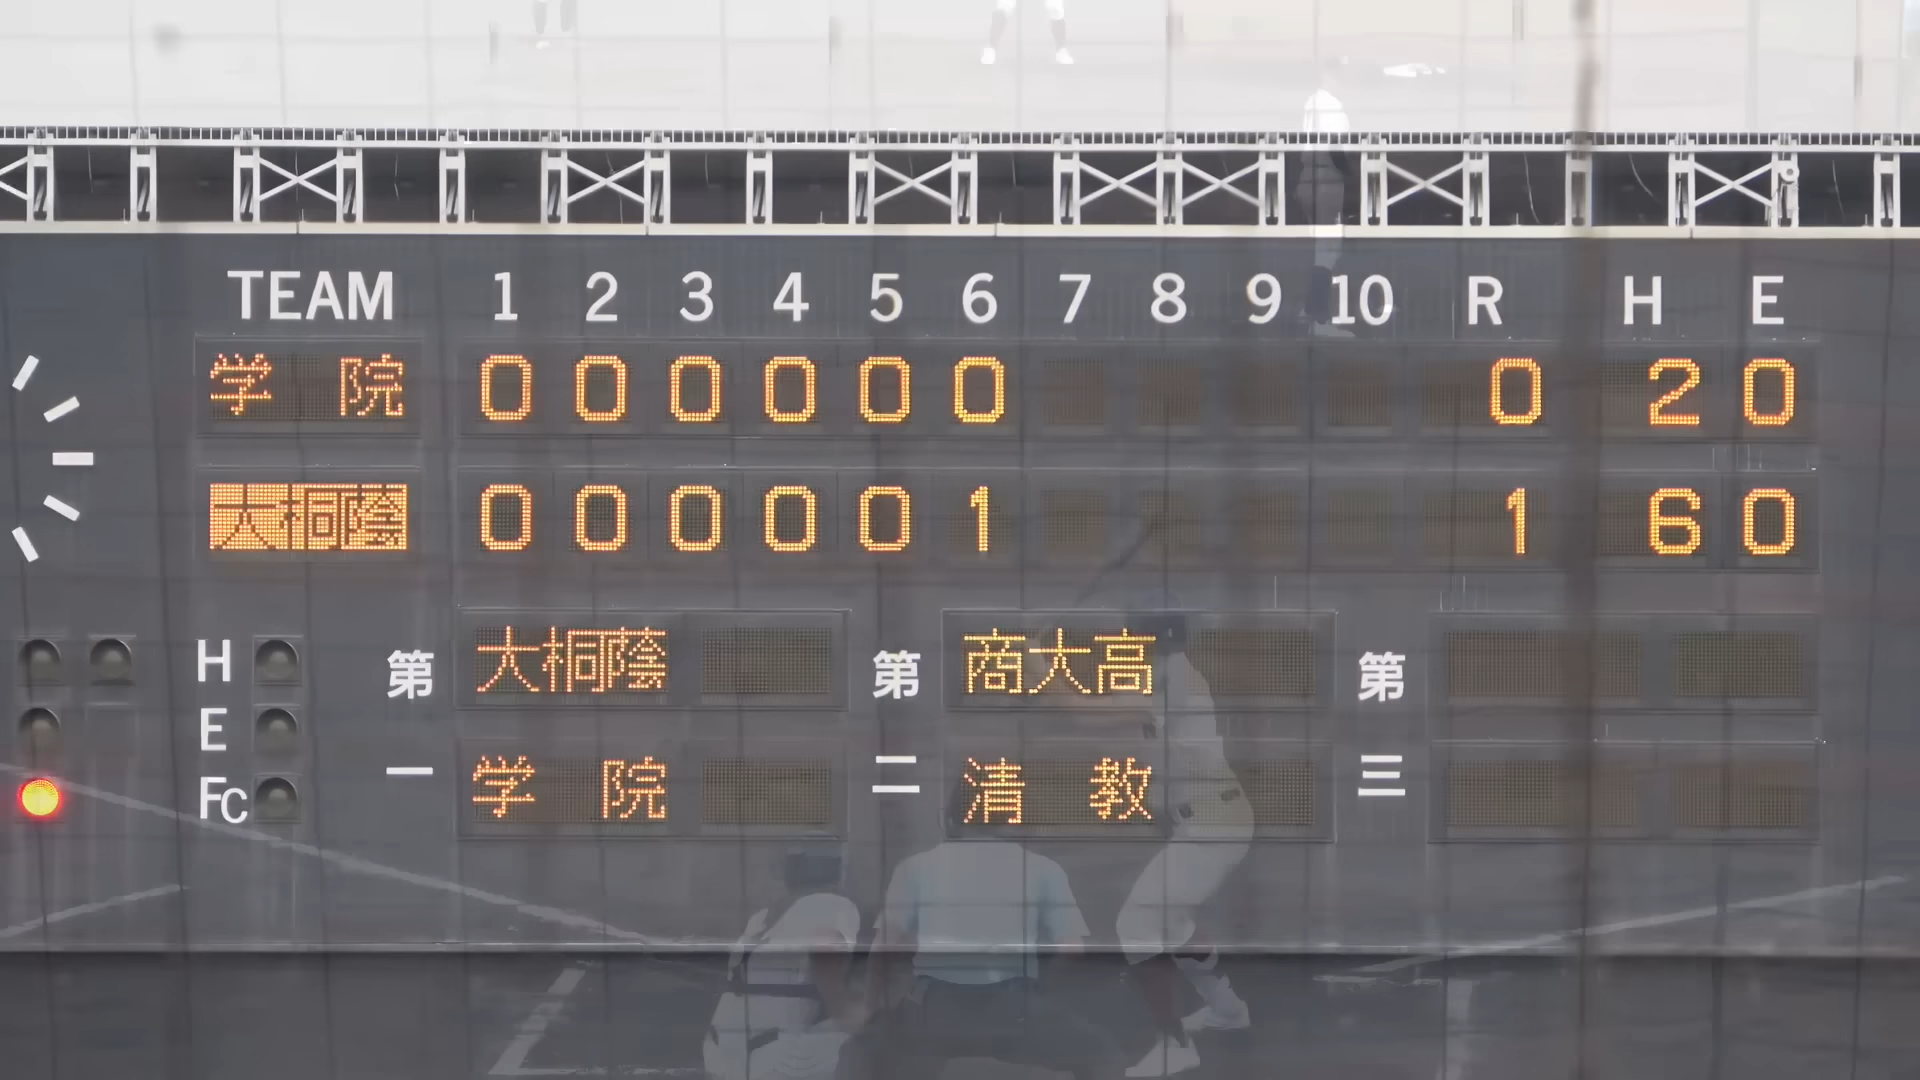 TEAM 1 2 3 4 5 6 7 8 9 10 R H E
学院 0 0 0 0 0 0 0 2 0
大桐蔭 0 0 0 0 0 1 1 6 0
H 第一 大桐蔭 第二 商大高 第三
E
Fc 学院 清教